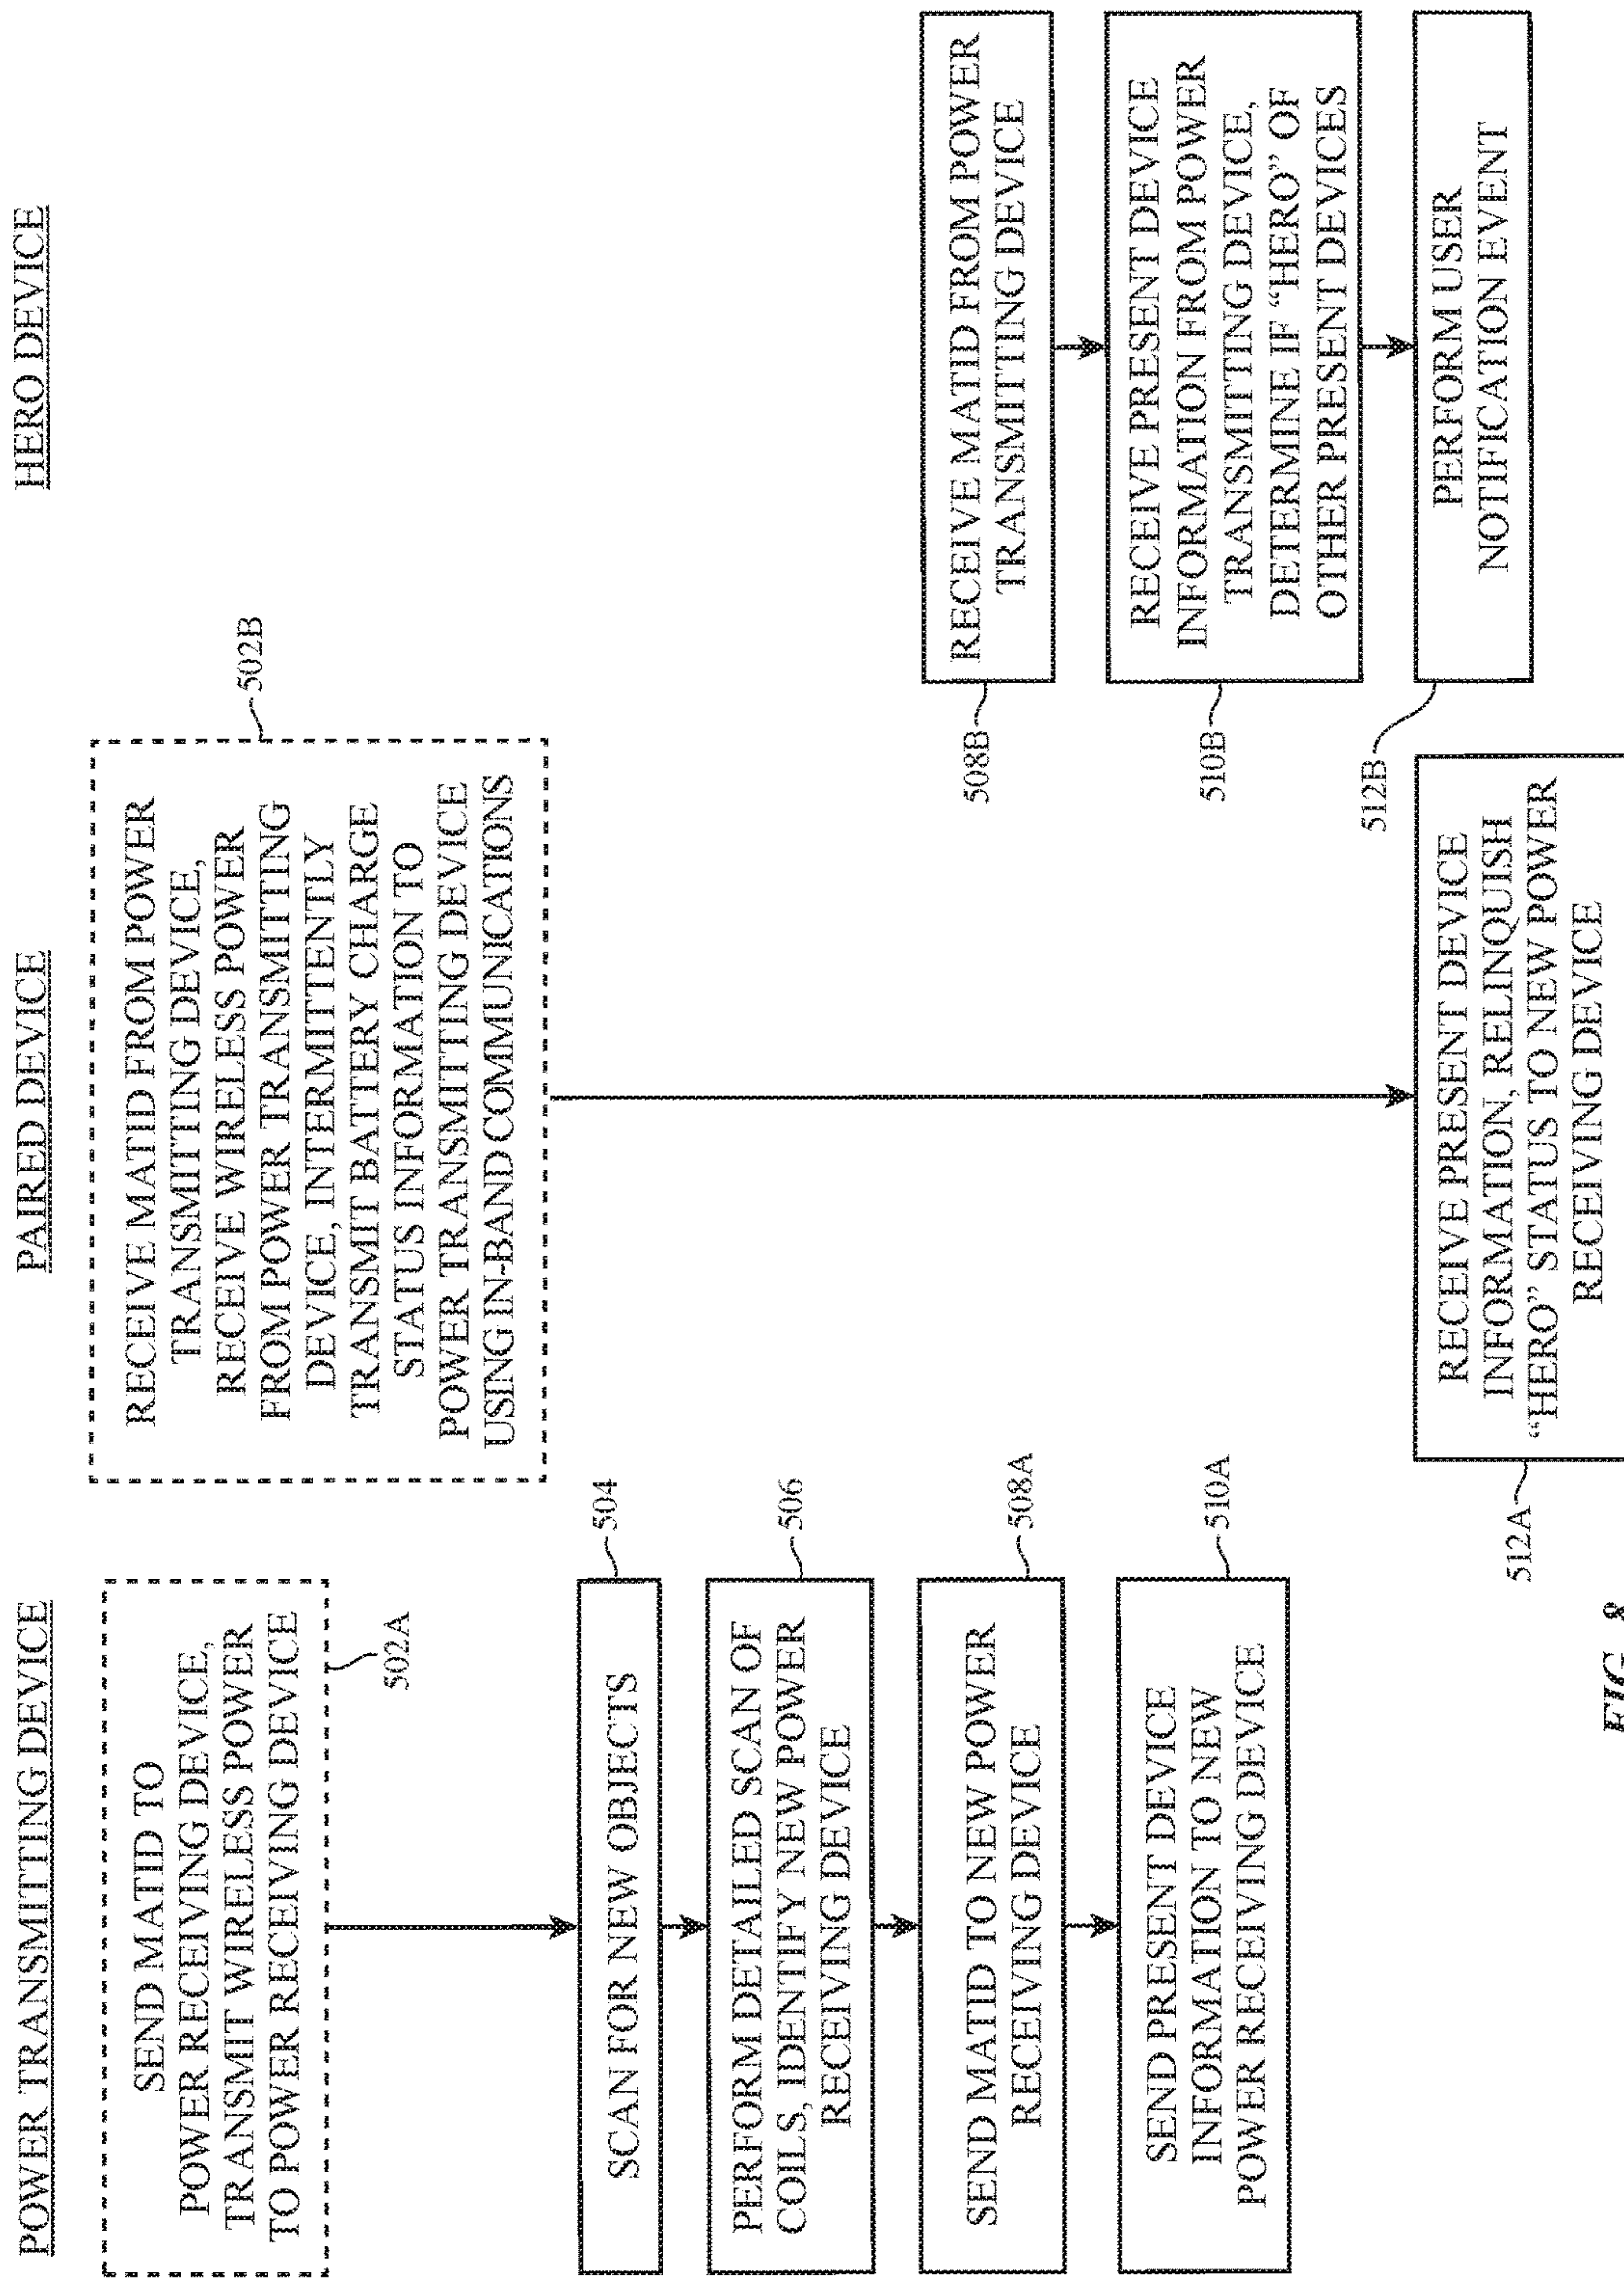 POWER TRANSMITTING DEVICE
SEND MATID TO
POWER RECEIVING DEVICE,
TRANSMIT WIRELESS POWER
TO POWER RECEIVING DEVICE
502A
SCAN FOR NEW OBJECTS
504
PERFORM DETAILED SCAN OF
COILS, IDENTIFY NEW POWER
RECEIVING DEVICE
506
SEND MATID TO NEW POWER
RECEIVING DEVICE
508A
SEND PRESENT DEVICE
INFORMATION TO NEW
POWER RECEIVING DEVICE
510A
PAIRED DEVICE
RECEIVE MATID FROM POWER
TRANSMITTING DEVICE,
RECEIVE WIRELESS POWER
FROM POWER TRANSMITTING
DEVICE, INTERMITTENTLY
TRANSMIT BATTERY CHARGE
STATUS INFORMATION TO
POWER TRANSMITTING DEVICE
USING IN-BAND COMMUNICATIONS
502B
RECEIVE PRESENT DEVICE
INFORMATION, RELINQUISH
“HERO” STATUS TO NEW POWER
RECEIVING DEVICE
512A
HERO DEVICE
RECEIVE MATID FROM POWER
TRANSMITTING DEVICE
508B
RECEIVE PRESENT DEVICE
INFORMATION FROM POWER
TRANSMITTING DEVICE,
DETERMINE IF “HERO” OF
OTHER PRESENT DEVICES
510B
PERFORM USER
NOTIFICATION EVENT
512B
FIG. 8